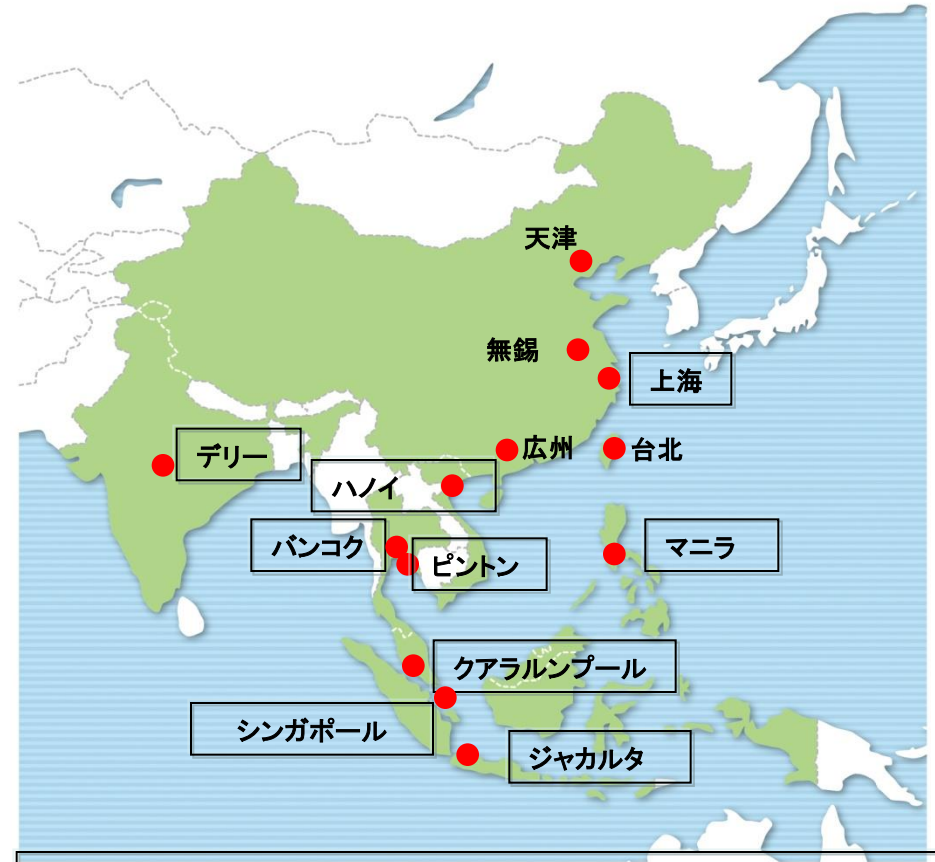 天津
無錫
上海
広州
台北
デリー
ハノイ
バンコク
ピントン
マニラ
クアラルンプール
シンガポール
ジャカルタ